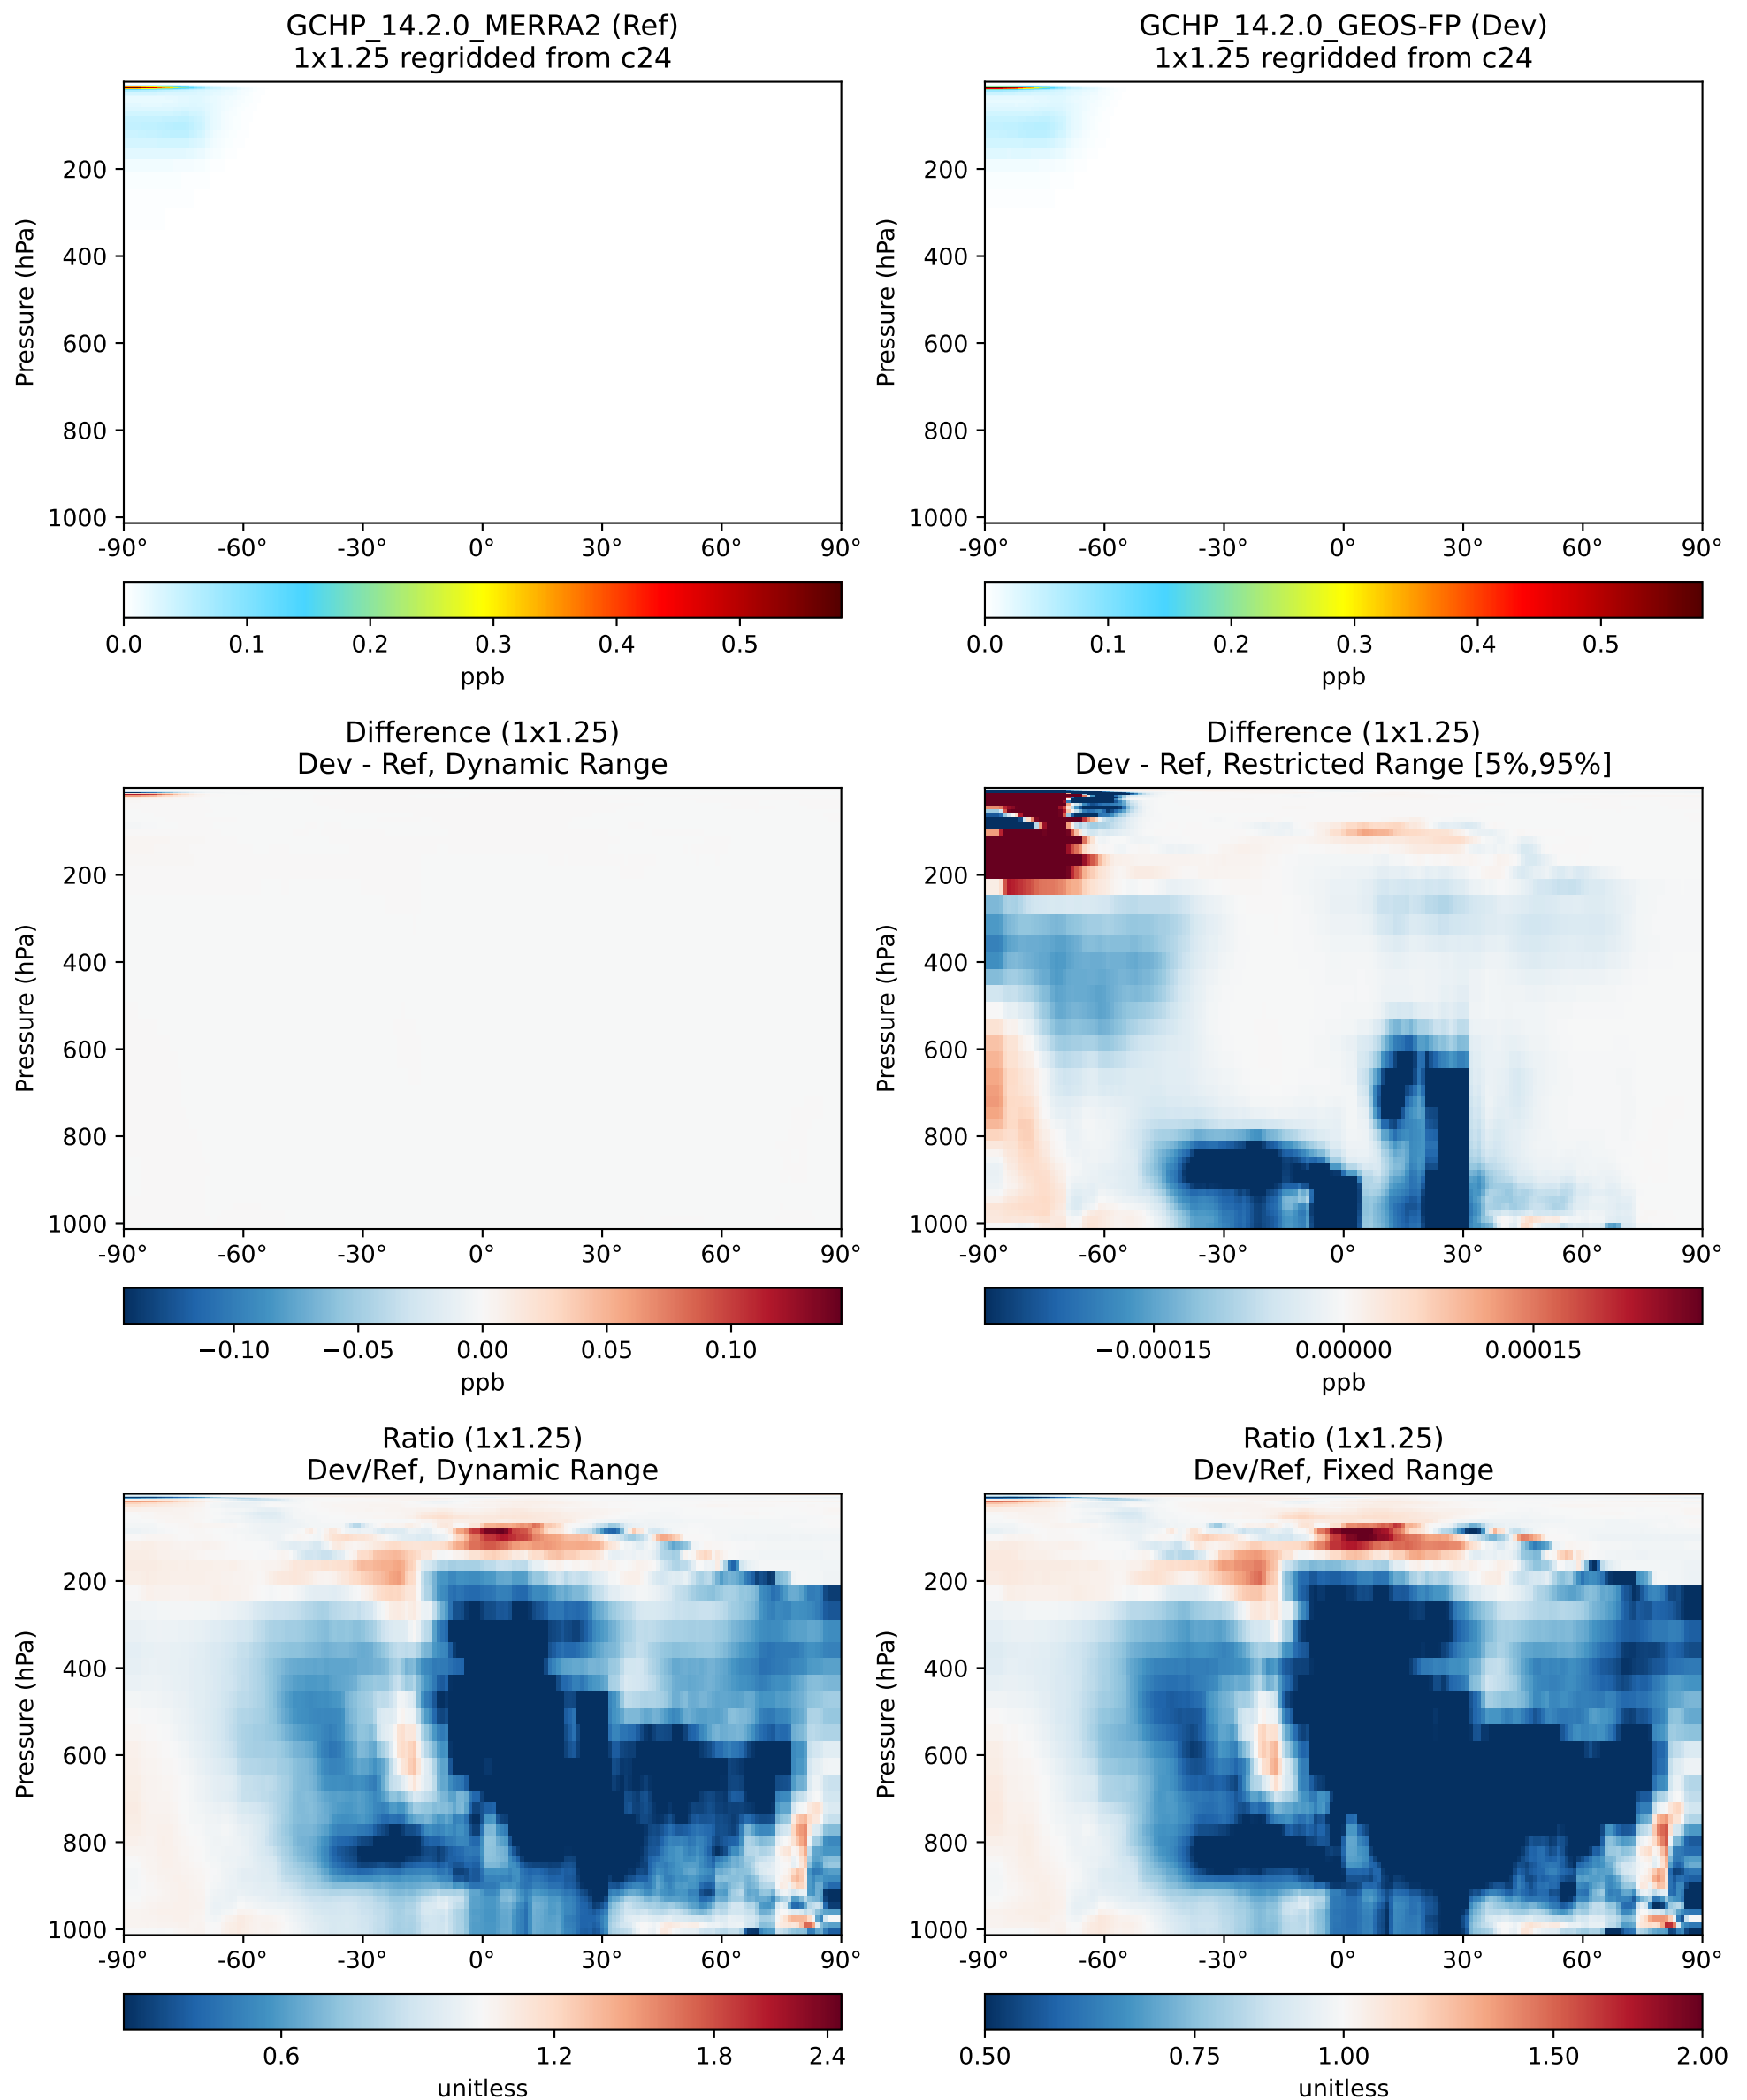 GCHP_14.2.0_MERRA2 (Ref)
1x1.25 regridded from c24
Pressure (hPa)
200
400
600
800
1000
-90° -60° -30° 0° 30° 60° 90°
0.0 0.1 0.2 0.3 0.4 0.5
ppb
GCHP_14.2.0_GEOS-FP (Dev)
1x1.25 regridded from c24
Pressure (hPa)
200
400
600
800
1000
-90° -60° -30° 0° 30° 60° 90°
0.0 0.1 0.2 0.3 0.4 0.5
ppb
Difference (1x1.25)
Dev - Ref, Dynamic Range
Pressure (hPa)
200
400
600
800
1000
-90° -60° -30° 0° 30° 60° 90°
−0.10 −0.05 0.00 0.05 0.10
ppb
Difference (1x1.25)
Dev - Ref, Restricted Range [5%,95%]
Pressure (hPa)
200
400
600
800
1000
-90° -60° -30° 0° 30° 60° 90°
−0.00015 0.00000 0.00015
ppb
Ratio (1x1.25)
Dev/Ref, Dynamic Range
Pressure (hPa)
200
400
600
800
1000
-90° -60° -30° 0° 30° 60° 90°
0.6 1.2 1.8 2.4
unitless
Ratio (1x1.25)
Dev/Ref, Fixed Range
Pressure (hPa)
200
400
600
800
1000
-90° -60° -30° 0° 30° 60° 90°
0.50 0.75 1.00 1.50 2.00
unitless